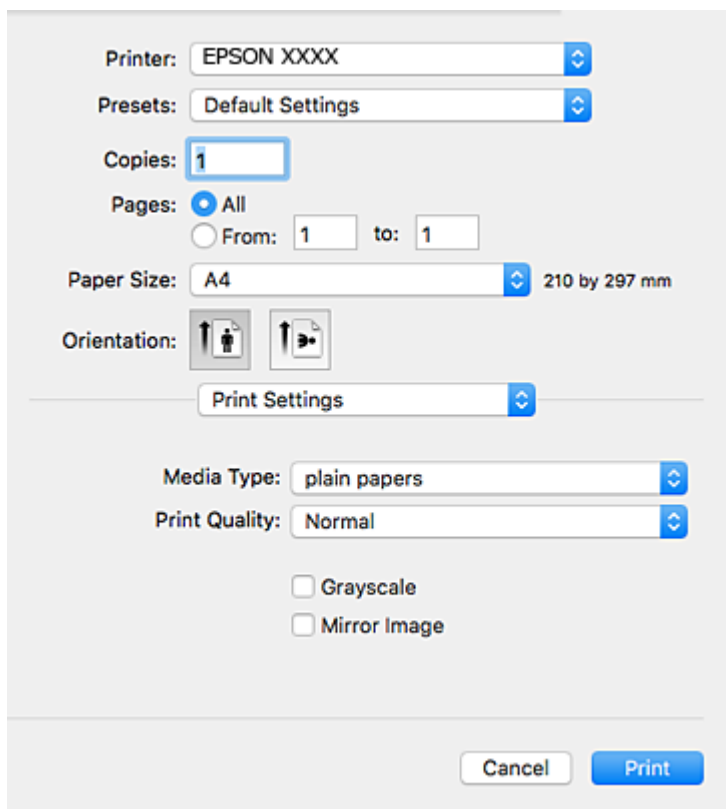 Printer: EPSON XXXX
Presets: Default Settings
Copies: 1
Pages: All
From: 1 to: 1
Paper Size: A4 210 by 297 mm
Orientation:
Print Settings
Media Type: plain papers
Print Quality: Normal
Grayscale
Mirror Image
Cancel Print